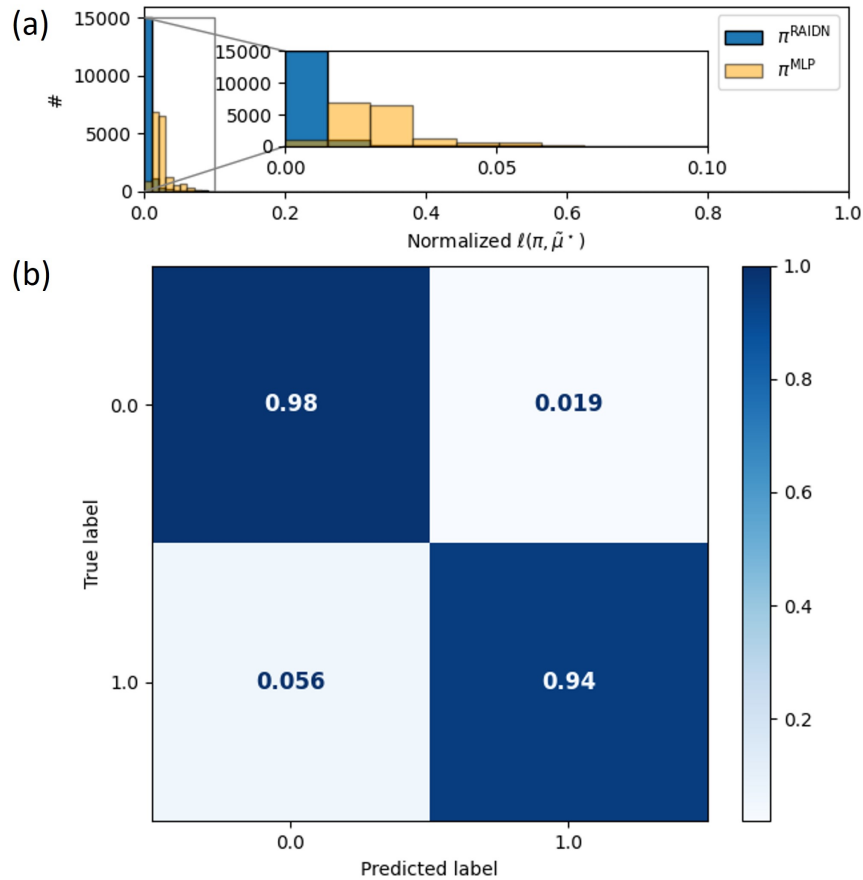 (a)
15000
10000
5000
0
#
15000
10000
5000
0
0.00 0.05 0.10
π^RAIDN
π^MLP
0.0 0.2 0.4 0.6 0.8 1.0
Normalized ℓ(π, μ̃*)
(b)
True label
0.0
1.0
0.98 0.019
0.056 0.94
0.0 1.0
Predicted label
1.0
0.8
0.6
0.4
0.2